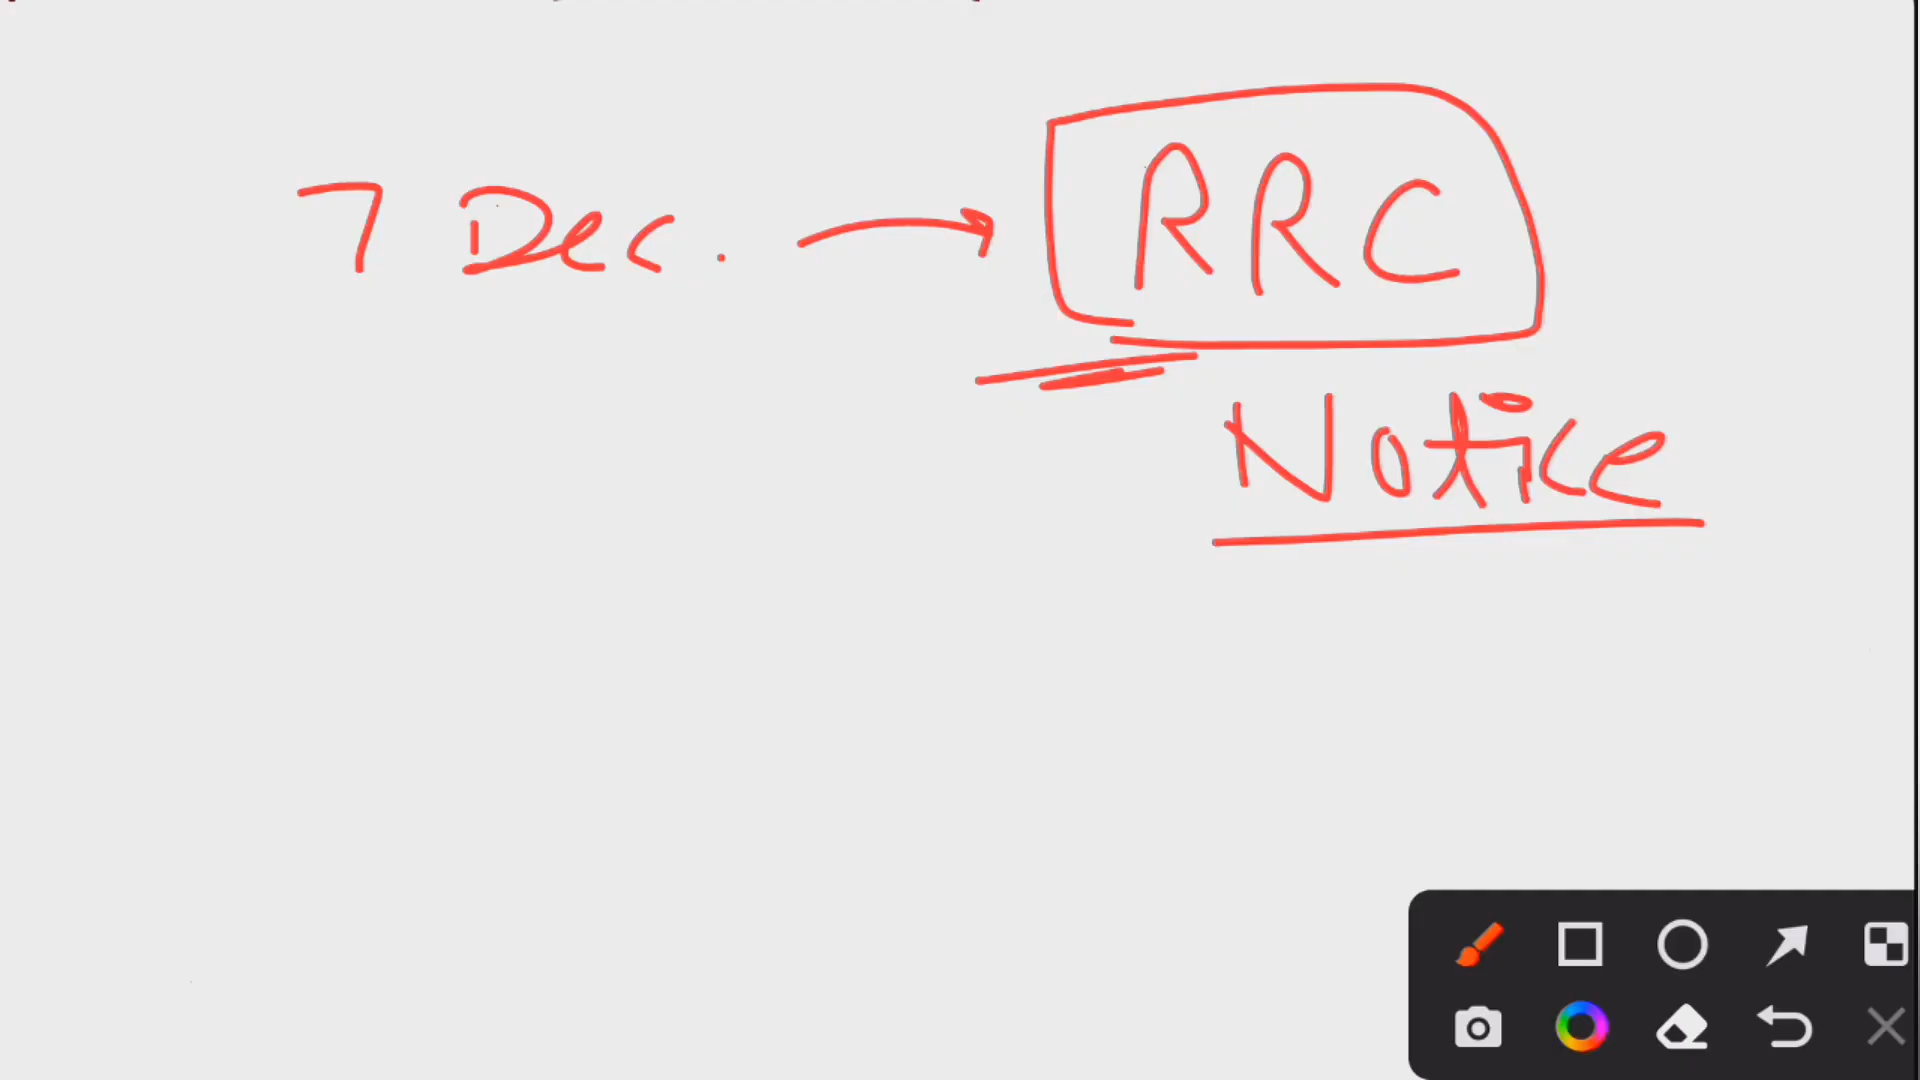 7 Dec. → RRC
Notice